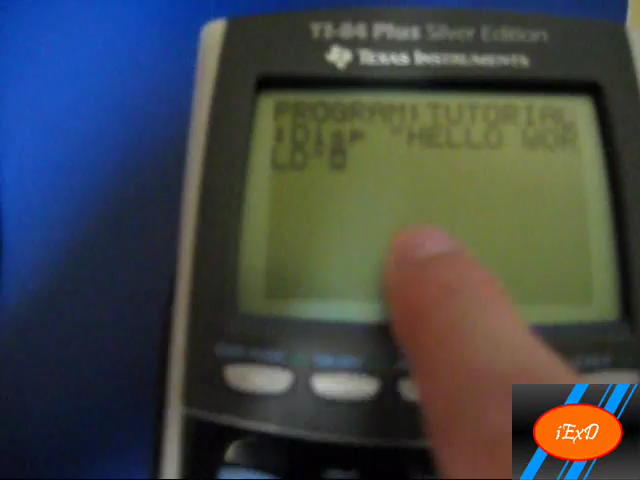 TI-84 Plus Silver Edition
TEXAS INSTRUMENTS
PROGRAM:TUTORIAL
:Disp "HELLO WOR
LD"
iExD